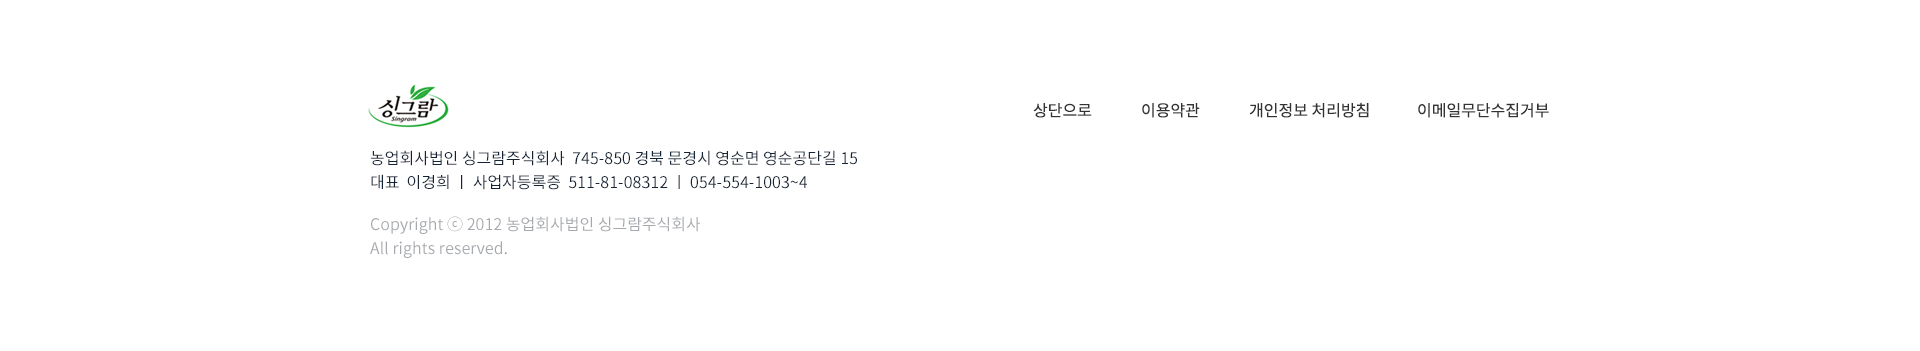 싱그람
Singram
상단으로 이용약관 개인정보 처리방침 이메일무단수집거부
농업회사법인 싱그람주식회사 745-850 경북 문경시 영순면 영순공단길 15
대표 이경희 ㅣ 사업자등록증 511-81-08312 ㅣ 054-554-1003~4
Copyright ⓒ 2012 농업회사법인 싱그람주식회사
All rights reserved.